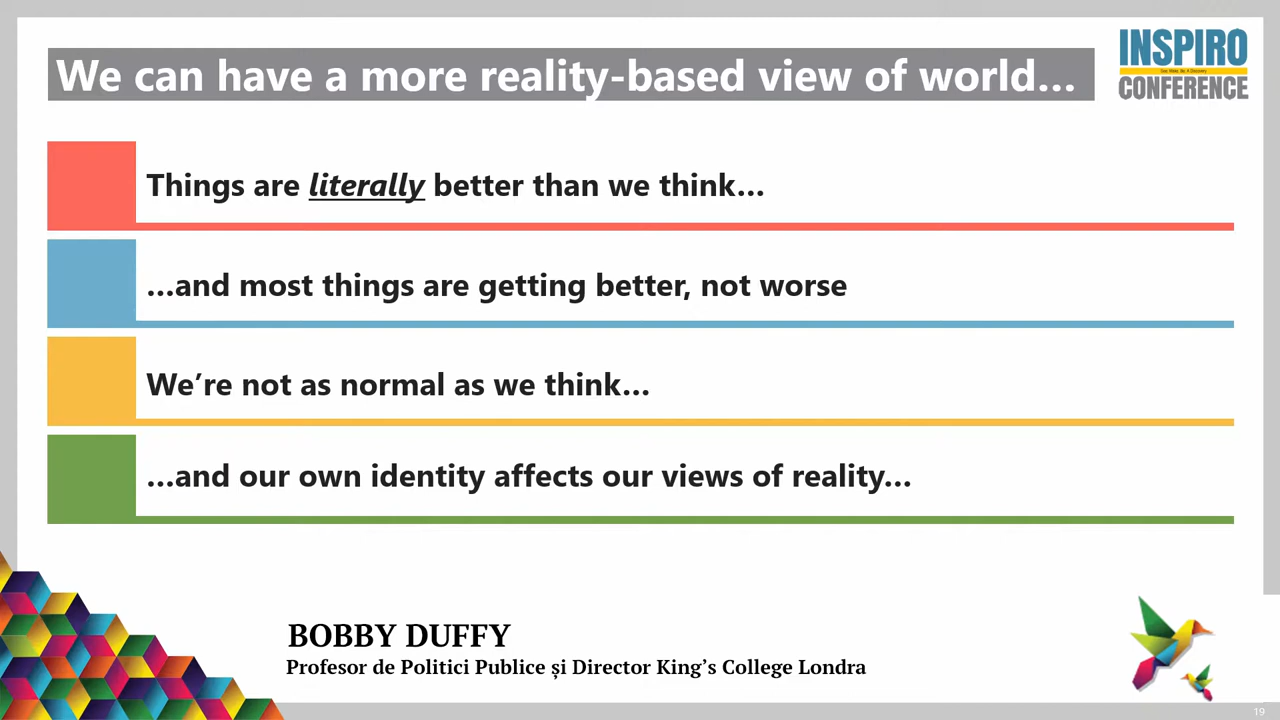 We can have a more reality-based view of world...
INSPIRO
CONFERENCE
Things are literally better than we think...
...and most things are getting better, not worse
We're not as normal as we think...
...and our own identity affects our views of reality...
BOBBY DUFFY
Profesor de Politici Publice și Director King's College Londra
19